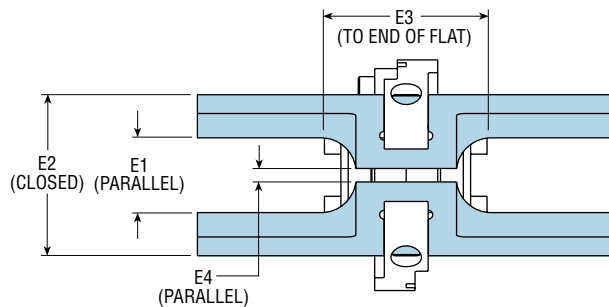 E3
(TO END OF FLAT)
E2
(CLOSED)
E1
(PARALLEL)
E4
(PARALLEL)